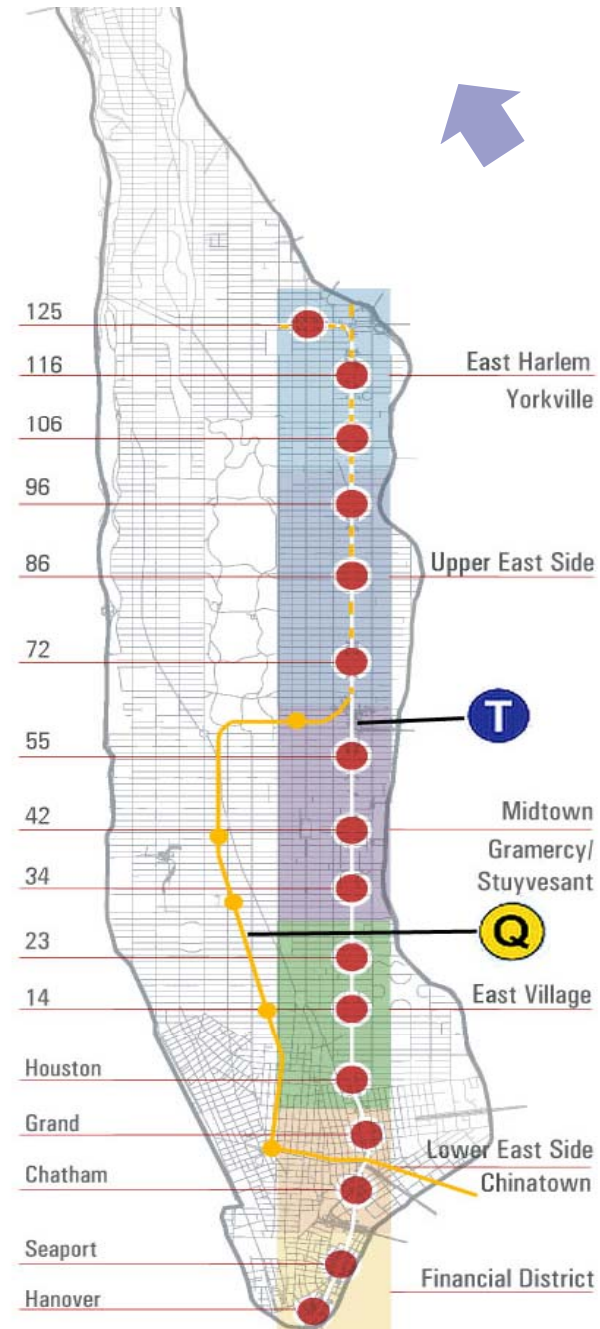 125
116
East Harlem
Yorkville
106
96
86
Upper East Side
72
T
55
42
Midtown
Gramercy/
34
Stuyvesant
23
Q
14
East Village
Houston
Grand
Lower East Side
Chatham
Chinatown
Seaport
Financial District
Hanover